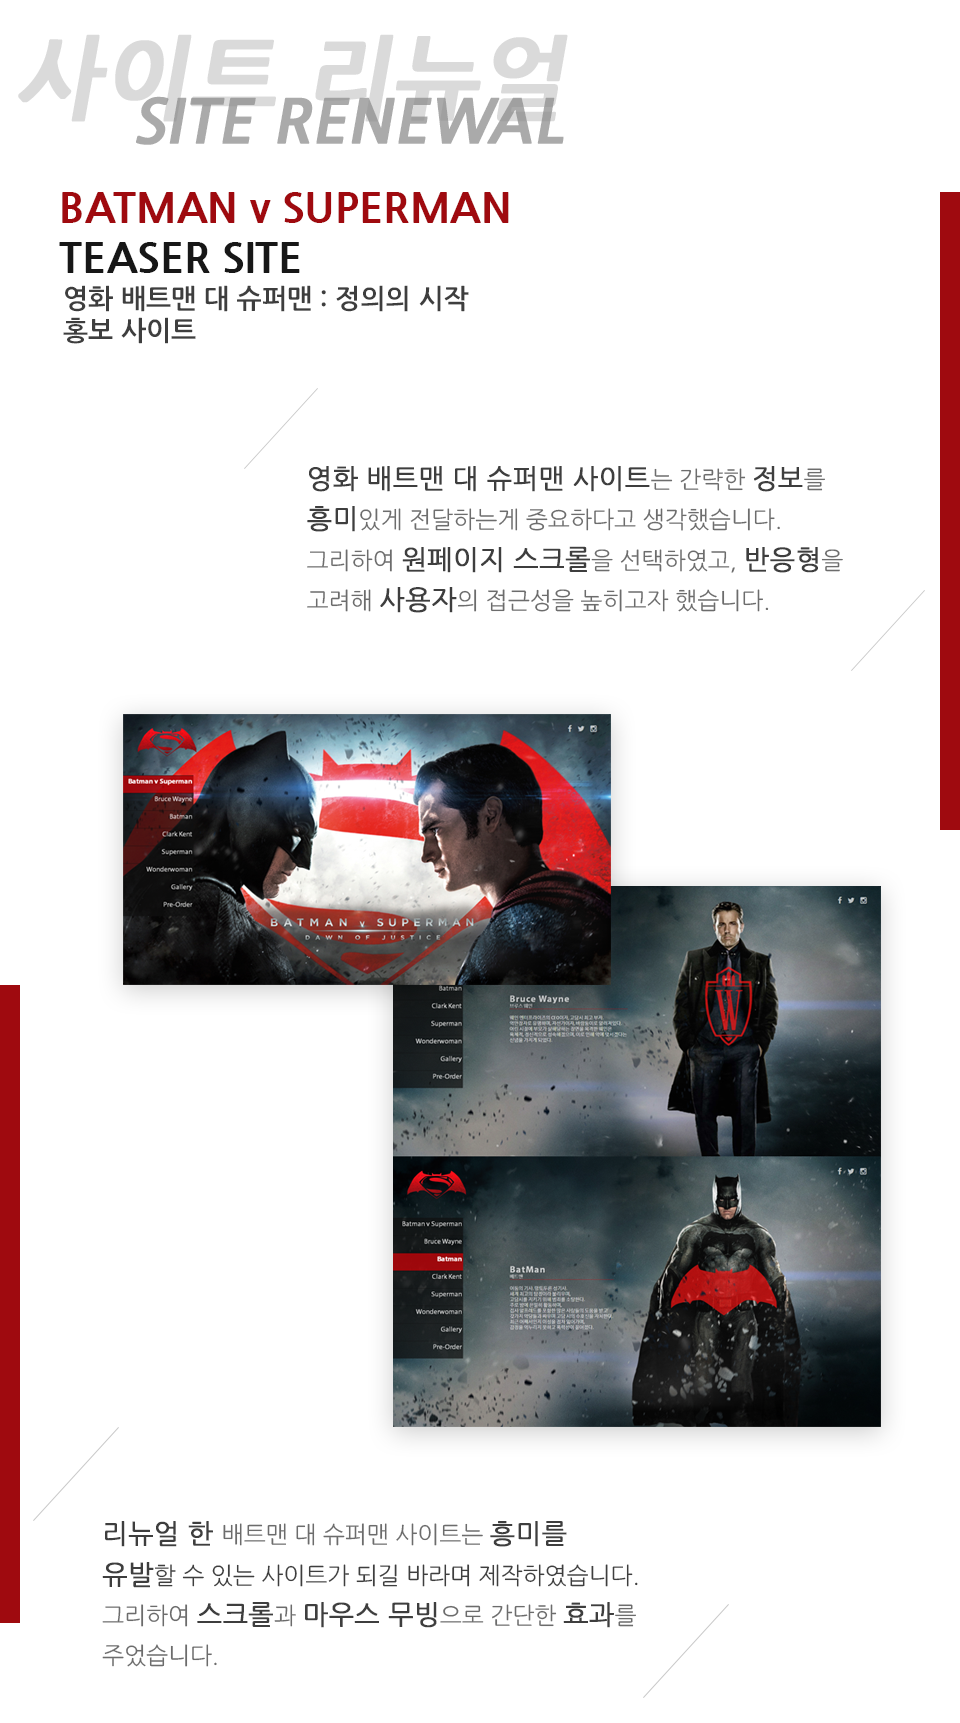 사이트 리뉴얼
SITE RENEWAL
BATMAN v SUPERMAN
TEASER SITE
영화 배트맨 대 슈퍼맨 : 정의의 시작
홍보 사이트
영화 배트맨 대 슈퍼맨 사이트는 간략한 정보를
흥미있게 전달하는게 중요하다고 생각했습니다.
그리하여 원페이지 스크롤을 선택하였고, 반응형을
고려해 사용자의 접근성을 높히고자 했습니다.
Batman v Superman
Bruce Wayne
Batman
Clark Kent
Superman
Wonderwoman
Gallery
Pre-Order
BATMAN v SUPERMAN
DAWN OF JUSTICE
Batman
Clark Kent
Superman
Wonderwoman
Gallery
Pre-Order
Bruce Wayne
브루스 웨인
W
Batman v Superman
Bruce Wayne
Batman
Clark Kent
Superman
Wonderwoman
Gallery
Pre-Order
BatMan
배트맨
리뉴얼 한 배트맨 대 슈퍼맨 사이트는 흥미를
유발할 수 있는 사이트가 되길 바라며 제작하였습니다.
그리하여 스크롤과 마우스 무빙으로 간단한 효과를
주었습니다.